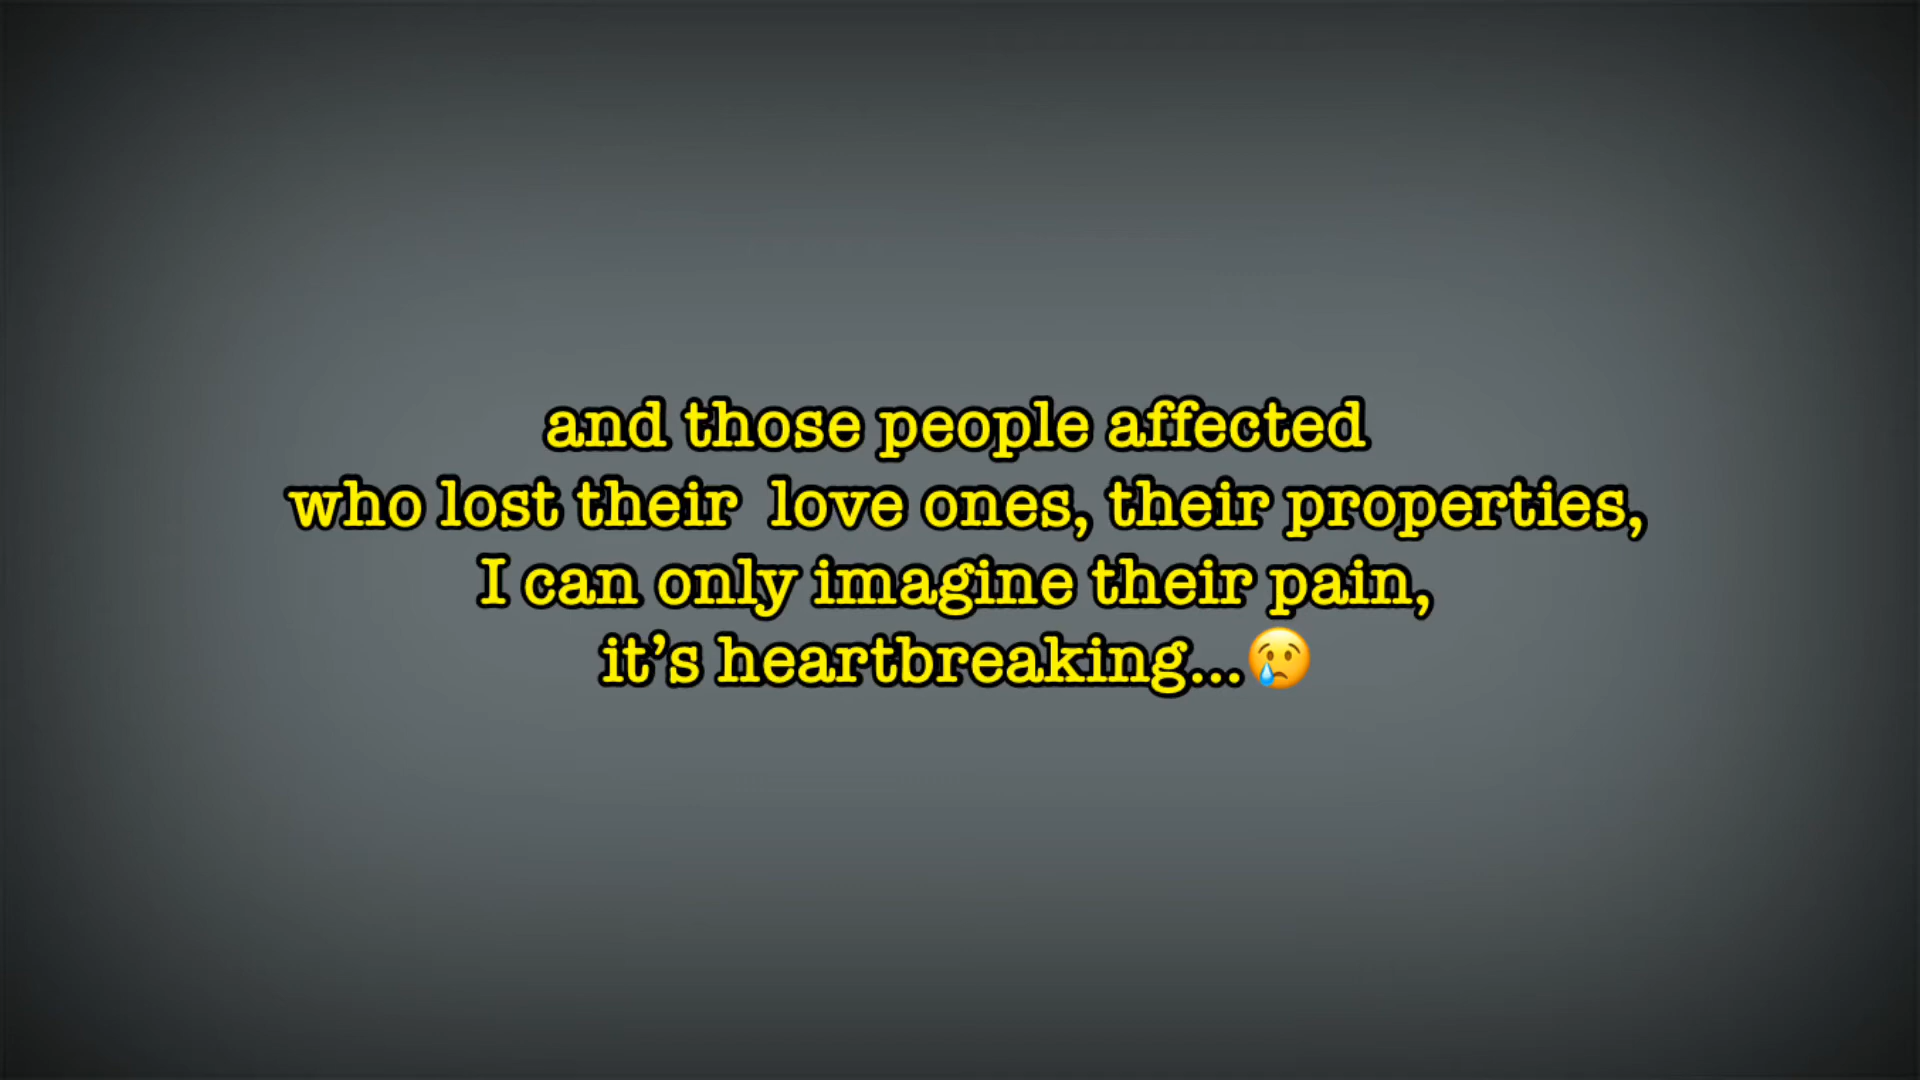 and those people affected
who lost their  love ones, their properties,
I can only imagine their pain,
it’s heartbreaking...😢